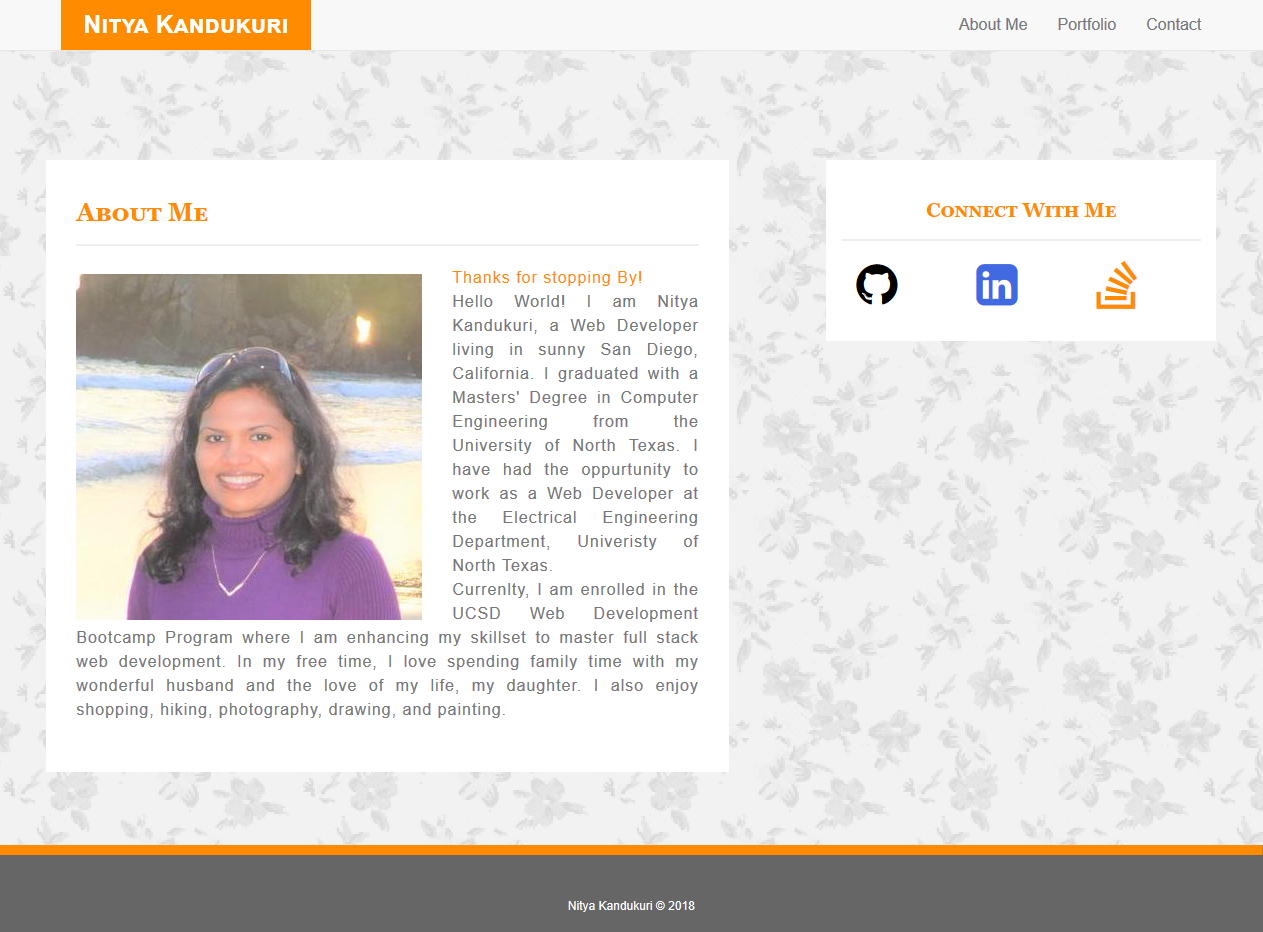 Nitya Kandukuri
About Me
Portfolio
Contact
About Me
Thanks for stopping By!
Hello World! I am Nitya
Kandukuri, a Web Developer
living in sunny San Diego,
California. I graduated with a
Masters' Degree in Computer
Engineering from the
University of North Texas. I
have had the oppurtunity to
work as a Web Developer at
the Electrical Engineering
Department, Univeristy of
North Texas.
Currenlty, I am enrolled in the
UCSD Web Development
Bootcamp Program where I am enhancing my skillset to master full stack
web development. In my free time, I love spending family time with my
wonderful husband and the love of my life, my daughter. I also enjoy
shopping, hiking, photography, drawing, and painting.
Connect With Me
in
Nitya Kandukuri © 2018